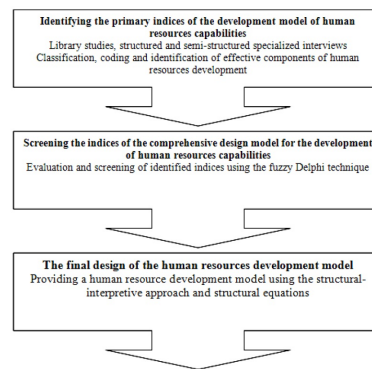 Identifying the primary indices of the development model of human
resources capabilities
Library studies, structured and semi-structured specialized interviews
Classification, coding and identification of effective components of human
resources development
Screening the indices of the comprehensive design model for the development
of human resources capabilities
Evaluation and screening of identified indices using the fuzzy Delphi technique
The final design of the human resources development model
Providing a human resource development model using the structural-
interpretive approach and structural equations